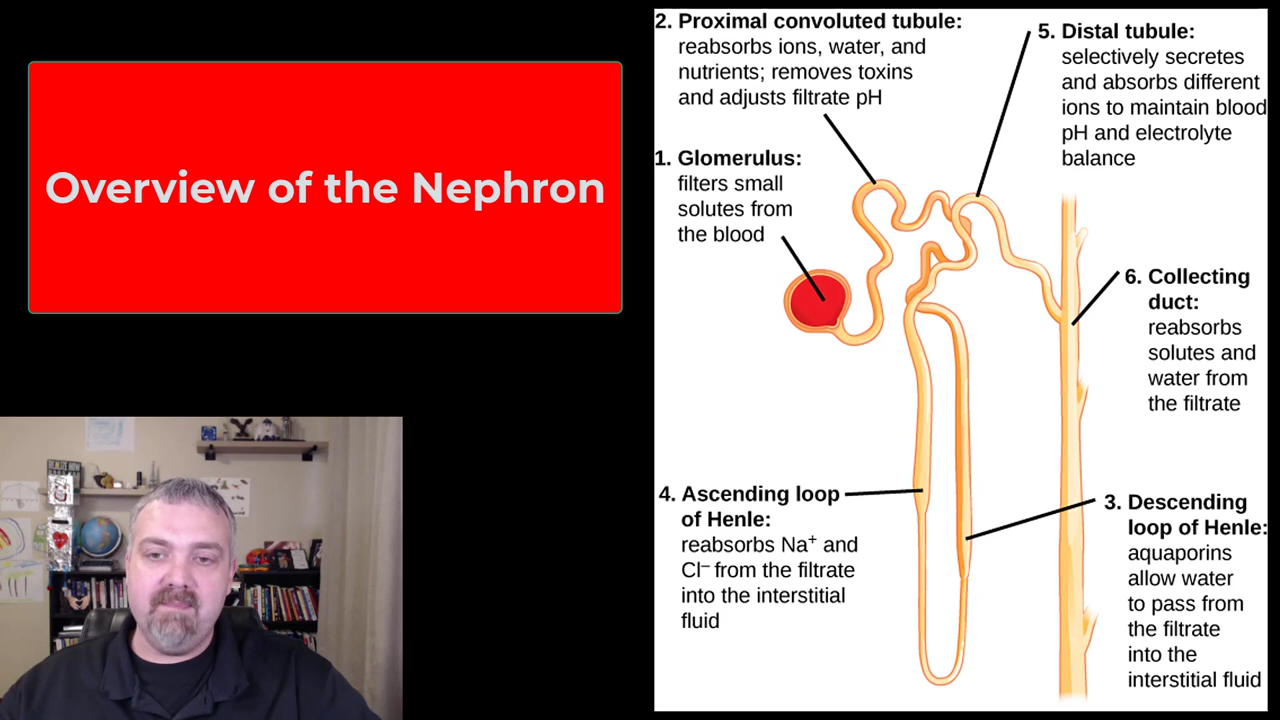 Overview of the Nephron
2. Proximal convoluted tubule:
reabsorbs ions, water, and
nutrients; removes toxins
and adjusts filtrate pH
1. Glomerulus:
filters small
solutes from
the blood
5. Distal tubule:
selectively secretes
and absorbs different
ions to maintain blood
pH and electrolyte
balance
6. Collecting
duct:
reabsorbs
solutes and
water from
the filtrate
4. Ascending loop
of Henle:
reabsorbs Na⁺ and
Cl⁻ from the filtrate
into the interstitial
fluid
3. Descending
loop of Henle:
aquaporins
allow water
to pass from
the filtrate
into the
interstitial fluid